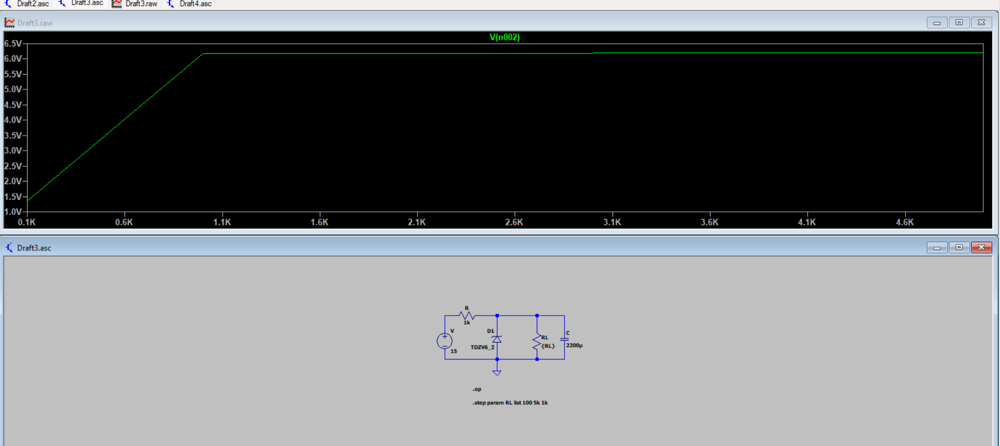 Draft2.asc Draft3.asc Draft3.raw Draft4.asc
Draft3.raw
V(n002)
6.5V
6.0V
5.5V
5.0V
4.5V
4.0V
3.5V
3.0V
2.5V
2.0V
1.5V
1.0V
0.1K 0.6K 1.1K 1.6K 2.1K 2.6K 3.1K 3.6K 4.1K 4.6K
Draft3.asc
R
1k
V
15
D1
TDZV6_2
RL
{RL}
C
2200µ
.op
.step param RL list 100 5k 1k